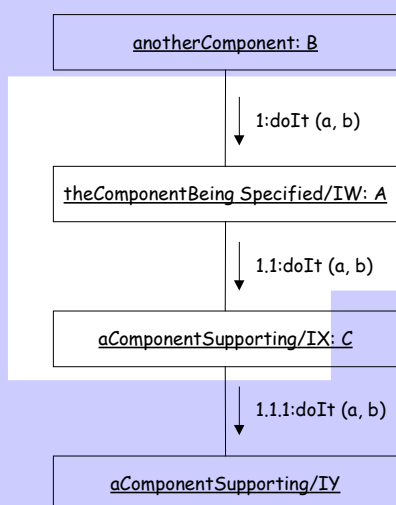 anotherComponent: B
1:doIt (a, b)
theComponentBeing Specified/IW: A
1.1:doIt (a, b)
aComponentSupporting/IX: C
1.1.1:doIt (a, b)
aComponentSupporting/IY